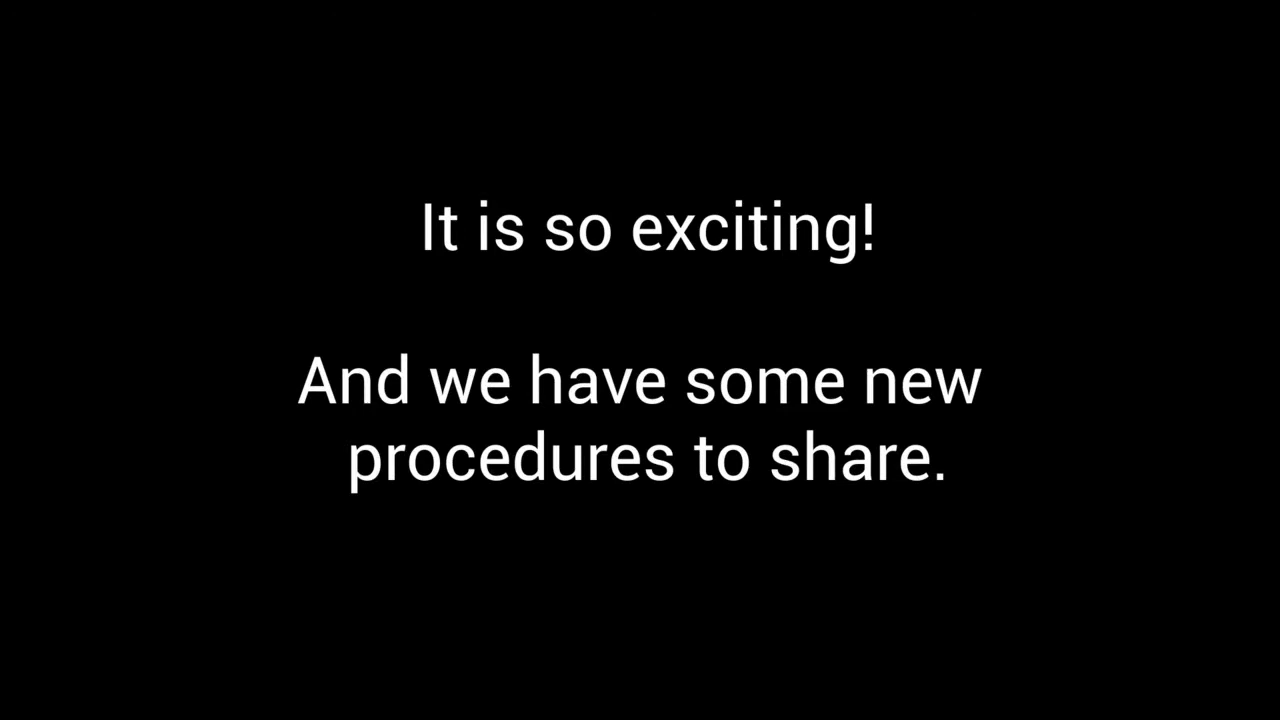 It is so exciting!
And we have some new
procedures to share.